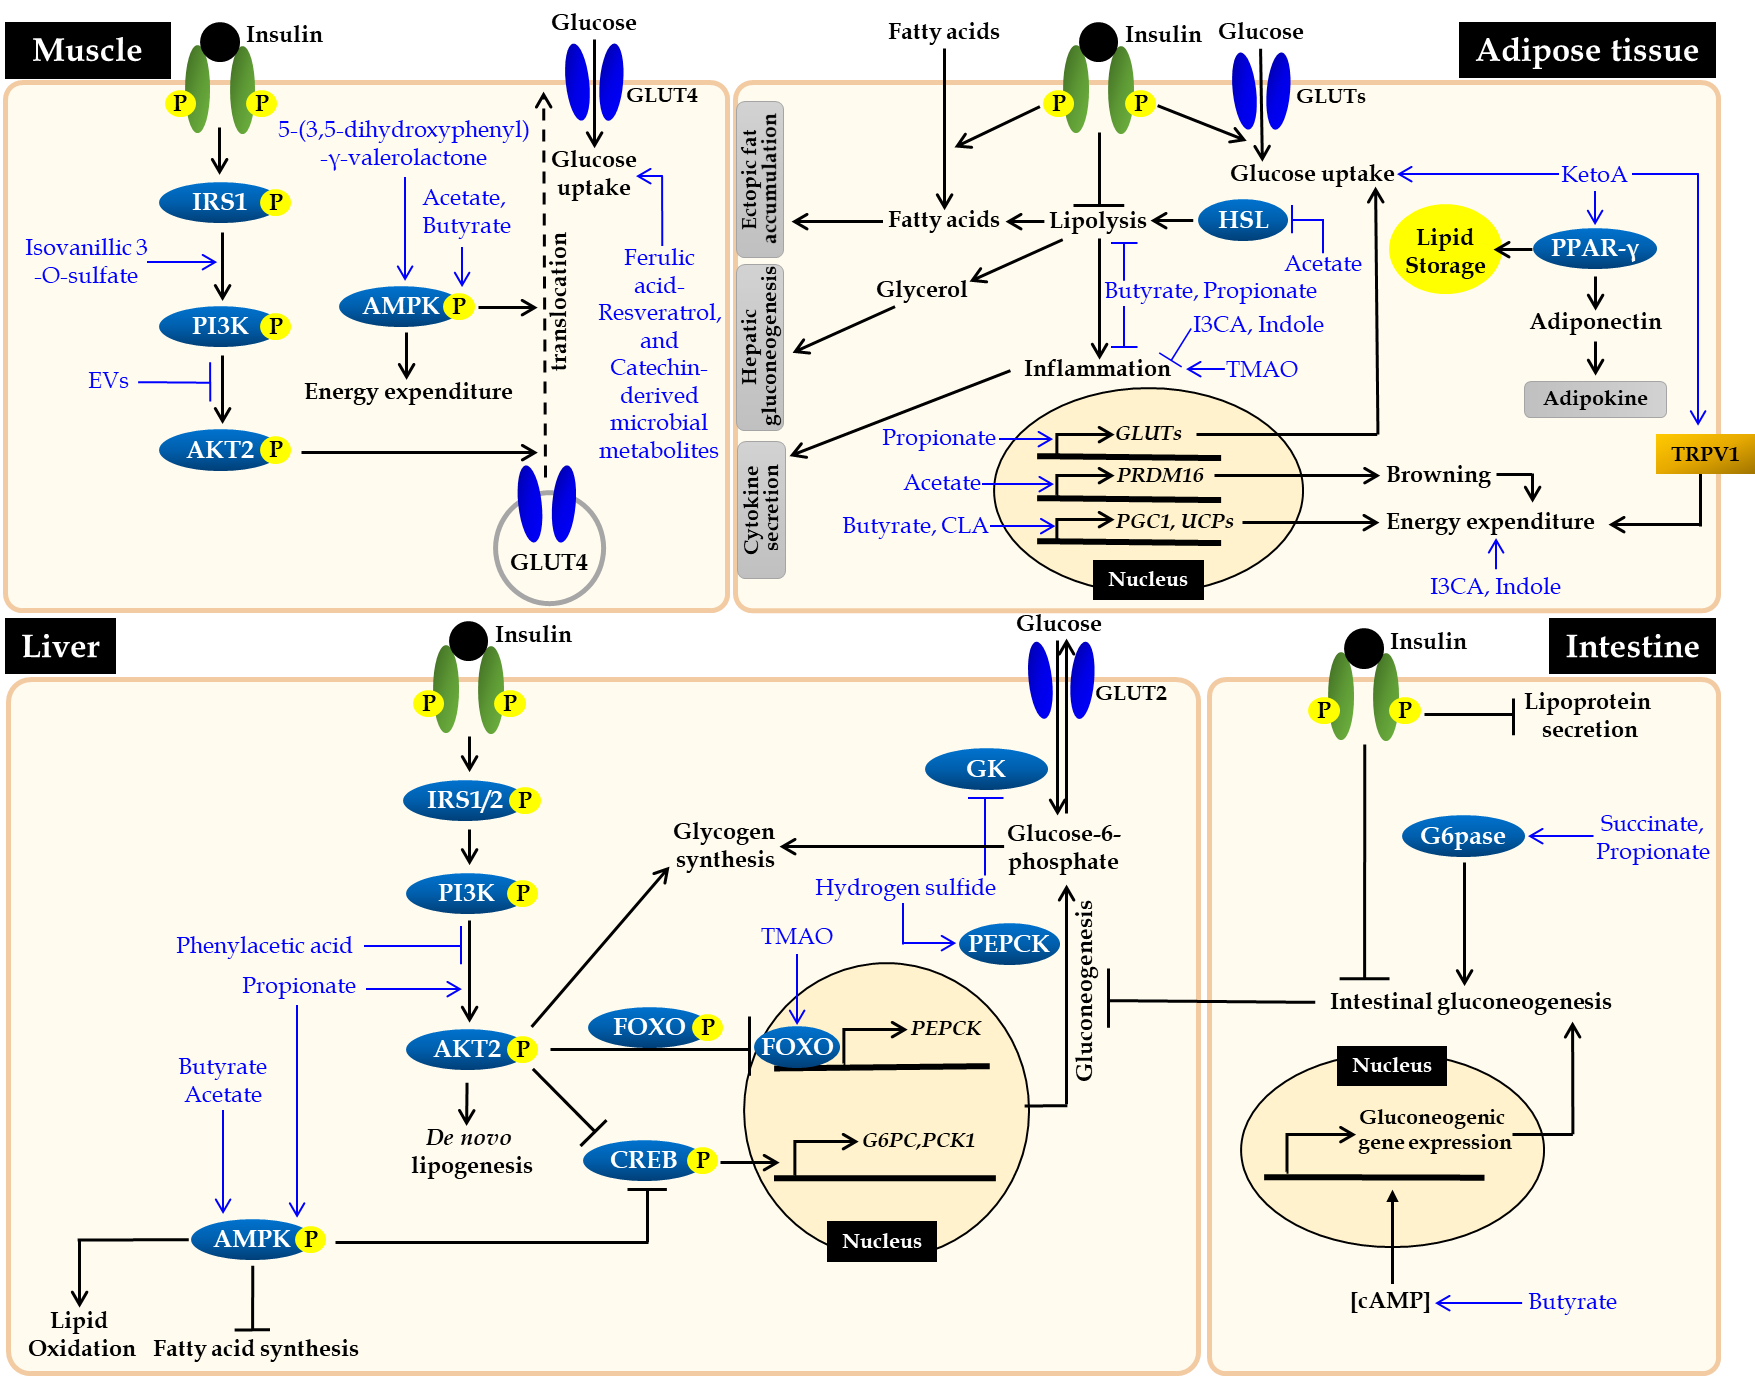 Muscle
Insulin
P
P
IRS1
P
Isovanillic 3
-O-sulfate
PI3K
P
EVs
AKT2
P
5-(3,5-dihydroxyphenyl)
-γ-valerolactone
Acetate,
Butyrate
AMPK
P
Energy expenditure
translocation
GLUT4
Glucose
GLUT4
Glucose
uptake
Ferulic
acid-
Resveratrol,
and
Catechin-
derived
microbial
metabolites
Adipose tissue
Fatty acids
Insulin
P
P
Glucose
GLUTs
Glucose uptake
Ectopic fat
accumulation
Fatty acids
Lipolysis
HSL
Acetate
Hepatic
gluconeogenesis
Glycerol
Butyrate, Propionate
I3CA, Indole
Inflammation
TMAO
Cytokine
secretion
KetoA
Lipid
Storage
PPAR-γ
Adiponectin
Adipokine
TRPV1
Propionate
GLUTs
Acetate
PRDM16
Butyrate, CLA
PGC1, UCPs
Nucleus
Browning
Energy expenditure
I3CA, Indole
Liver
Insulin
P
P
IRS1/2
P
PI3K
P
Phenylacetic acid
Propionate
AKT2
P
Butyrate
Acetate
De novo
lipogenesis
AMPK
P
Lipid
Oxidation
Fatty acid synthesis
Glycogen
synthesis
Glucose
GLUT2
GK
Glucose-6-
phosphate
Hydrogen sulfide
PEPCK
Gluconeogenesis
TMAO
FOXO
P
FOXO
PEPCK
CREB
P
G6PC,PCK1
Nucleus
Intestine
Insulin
P
P
Lipoprotein
secretion
G6pase
Succinate,
Propionate
Intestinal gluconeogenesis
Nucleus
Gluconeogenic
gene expression
[cAMP]
Butyrate